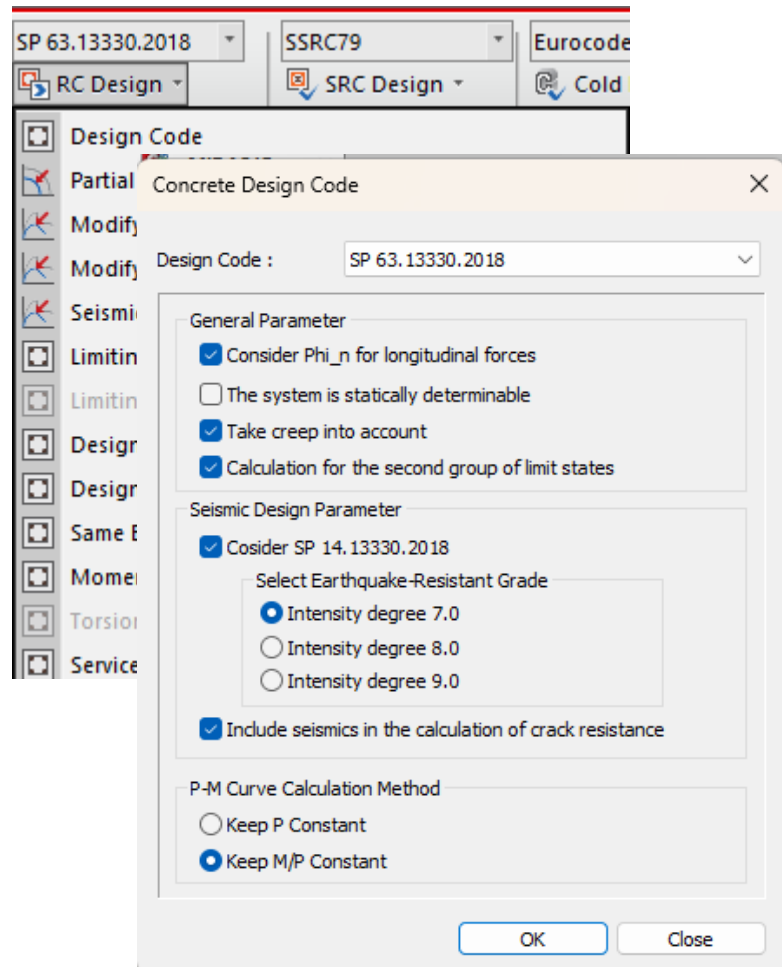 SP 63.13330.2018 SSRC79 Eurocode
RC Design SRC Design Cold
Design Code
Partial
Concrete Design Code
Modify
Design Code : SP 63.13330.2018
Modify
Seismi
General Parameter
Limitin
Consider Phi_n for longitudinal forces
The system is statically determinable
Limitin
Take creep into account
Design
Calculation for the second group of limit states
Design
Seismic Design Parameter
Same B
Cosider SP 14.13330.2018
Momen
Select Earthquake-Resistant Grade
Intensity degree 7.0
Torsion
Intensity degree 8.0
Service
Intensity degree 9.0
Include seismics in the calculation of crack resistance
P-M Curve Calculation Method
Keep P Constant
Keep M/P Constant
OK Close